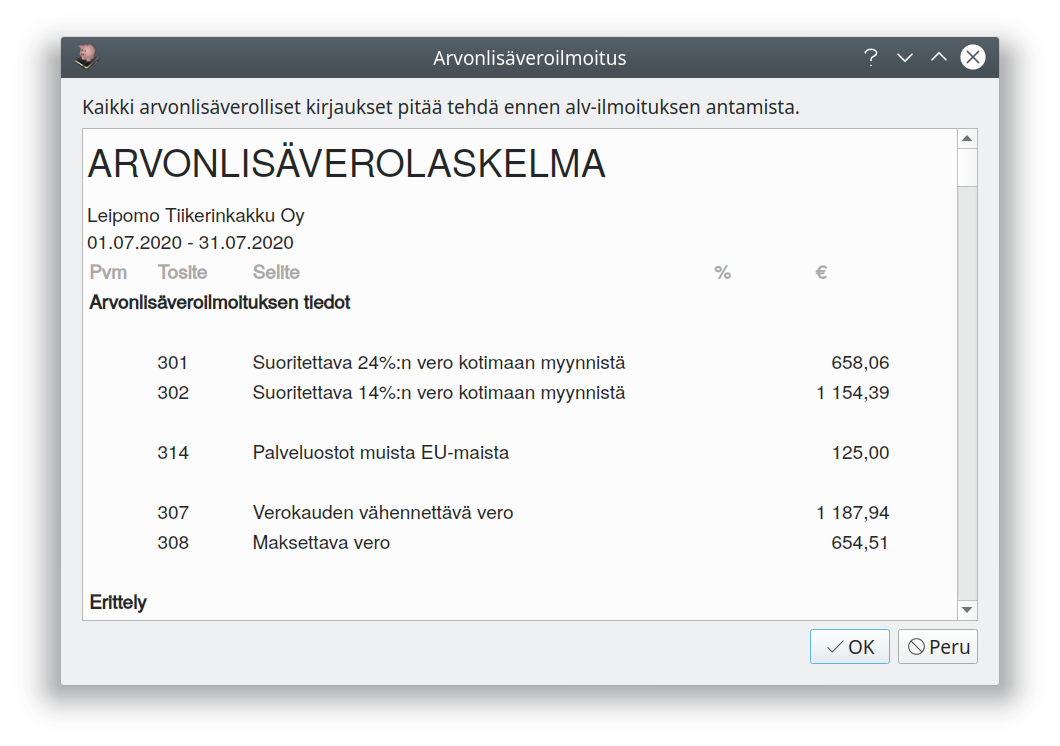 Arvonlisäveroilmoitus
Kaikki arvonlisäverolliset kirjaukset pitää tehdä ennen alv-ilmoituksen antamista.
ARVONLISÄVEROLASKELMA
Leipomo Tiikerinkakku Oy
01.07.2020 - 31.07.2020
Pvm Tosite Selite % €
Arvonlisäveroilmoituksen tiedot
301 Suoritettava 24%:n vero kotimaan myynnistä 658,06
302 Suoritettava 14%:n vero kotimaan myynnistä 1 154,39
314 Palveluostot muista EU-maista 125,00
307 Verokauden vähennettävä vero 1 187,94
308 Maksettava vero 654,51
Erittely
OK Peru